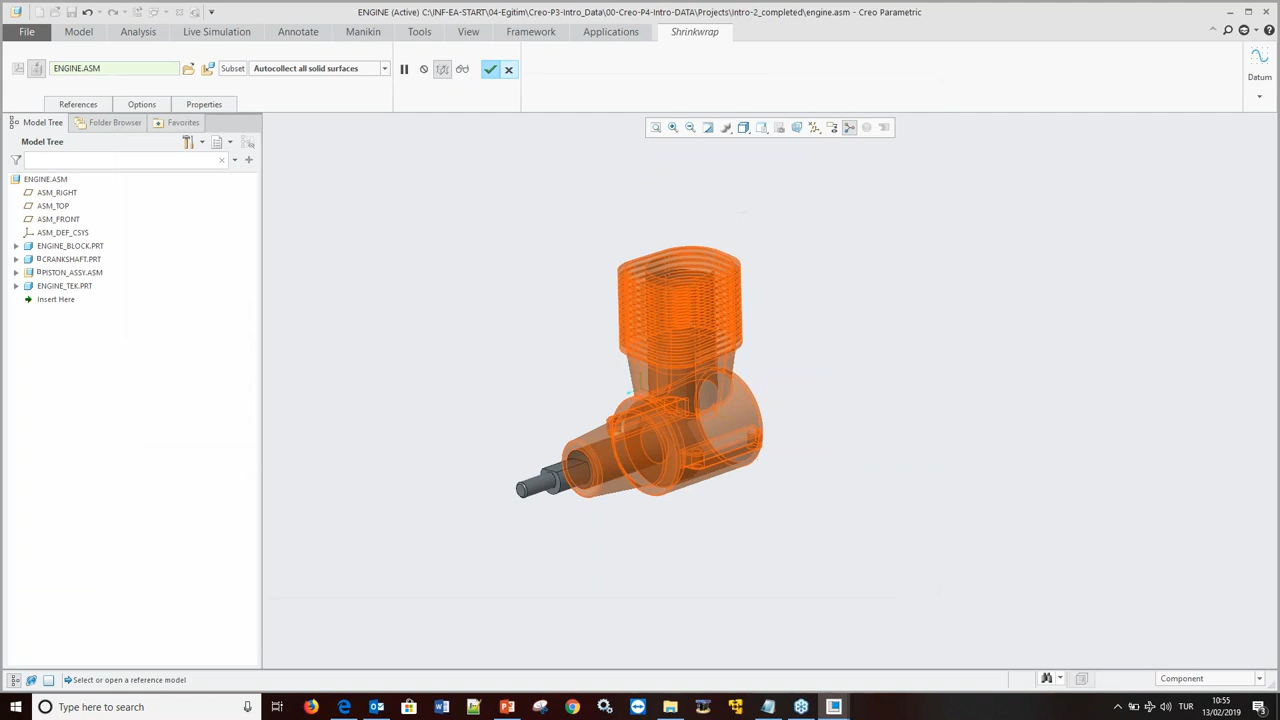 ENGINE (Active) C:\INF-EA-START\04-Egitim\Creo-P3-Intro_Data\00-Creo-P4-Intro-DATA\Projects\Intro-2_completed\engine.asm - Creo Parametric
File Model Analysis Live Simulation Annotate Manikin Tools View Framework Applications Shrinkwrap
ENGINE.ASM Subset Autocollect all solid surfaces
Datum
References Options Properties
Model Tree Folder Browser Favorites
Model Tree
ENGINE.ASM
ASM_RIGHT
ASM_TOP
ASM_FRONT
ASM_DEF_CSYS
ENGINE_BLOCK.PRT
CRANKSHAFT.PRT
PISTON_ASSY.ASM
ENGINE_TEK.PRT
Insert Here
Select or open a reference model
Component
Type here to search
TUR
10:55
13/02/2019